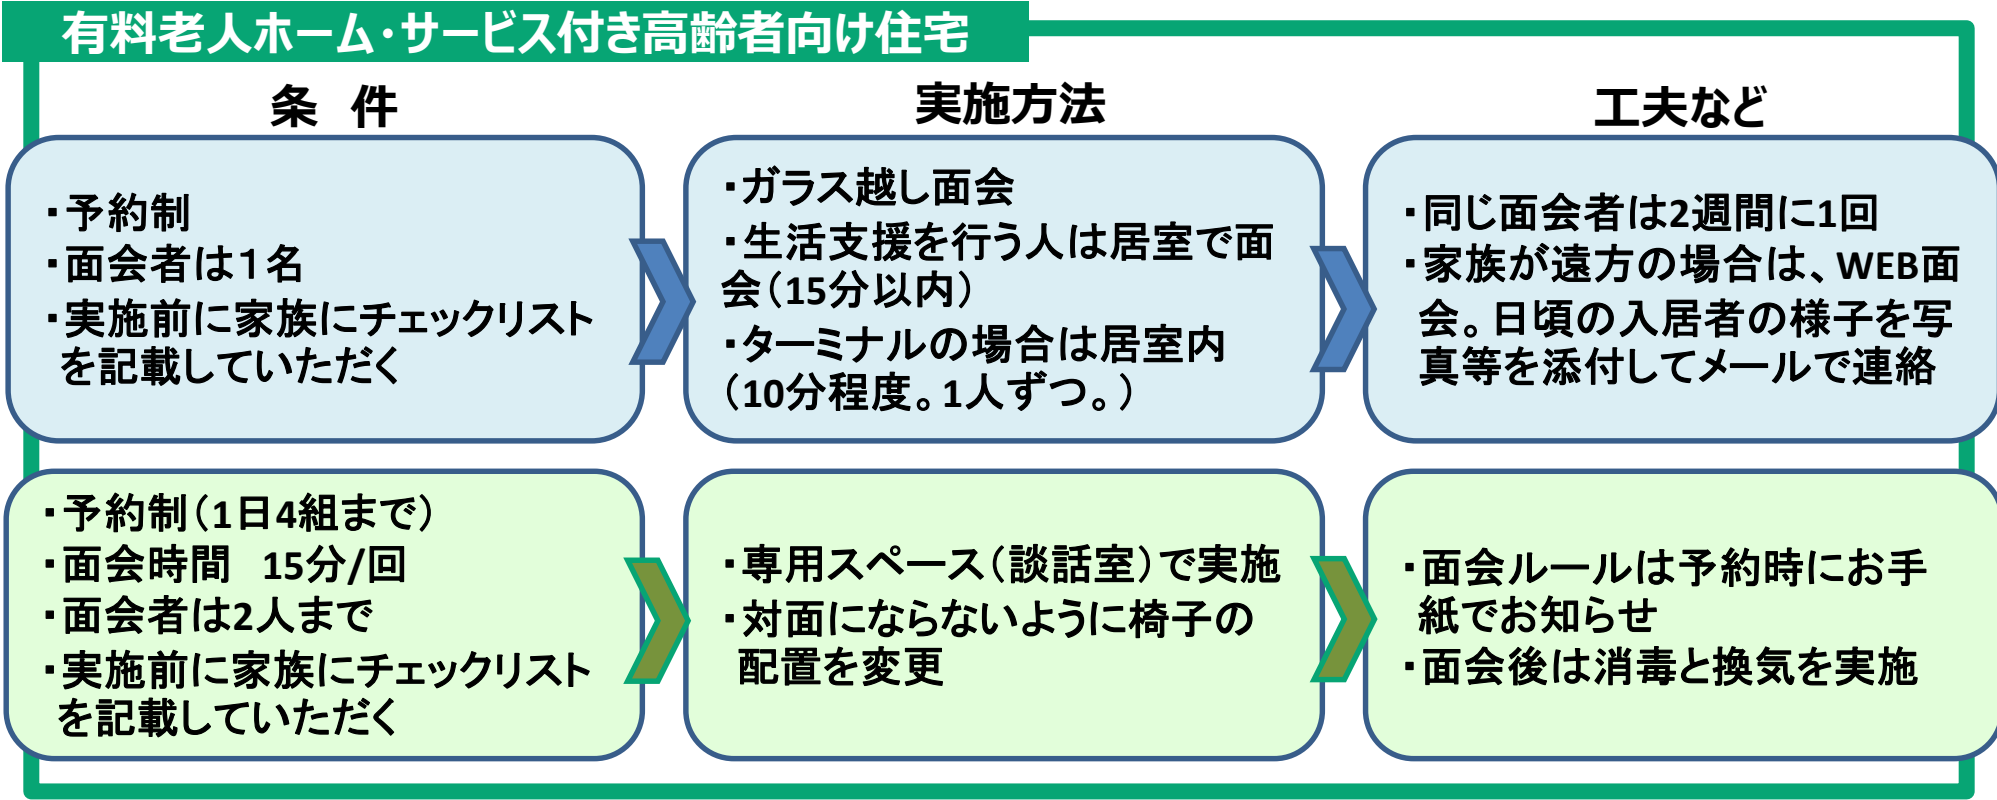 有料老人ホーム・サービス付き高齢者向け住宅
条　件
実施方法
工夫など
・予約制
・面会者は１名
・実施前に家族にチェックリスト
を記載していただく
・ガラス越し面会
・生活支援を行う人は居室で面
会（15分以内）
・ターミナルの場合は居室内
（10分程度。1人ずつ。）
・同じ面会者は2週間に1回
・家族が遠方の場合は、WEB面
会。日頃の入居者の様子を写
真等を添付してメールで連絡
・予約制（1日4組まで）
・面会時間　15分/回
・面会者は2人まで
・実施前に家族にチェックリスト
を記載していただく
・専用スペース（談話室）で実施
・対面にならないように椅子の
配置を変更
・面会ルールは予約時にお手
紙でお知らせ
・面会後は消毒と換気を実施